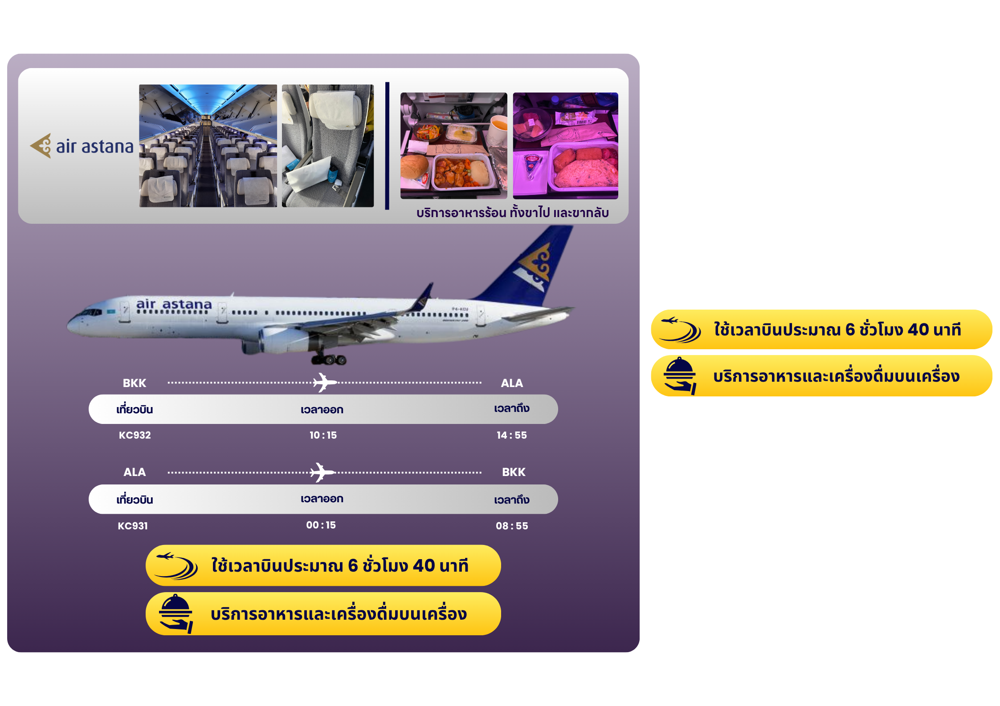 air astana
บริการอาหารร้อน ทั้งขาไป และขากลับ
air astana
BKK
ALA
เที่ยวบิน
เวลาออก
เวลาถึง
KC932
10 : 15
14 : 55
ALA
BKK
เที่ยวบิน
เวลาออก
เวลาถึง
KC931
00 : 15
08 : 55
ใช้เวลาบินประมาณ 6 ชั่วโมง 40 นาที
บริการอาหารและเครื่องดื่มบนเครื่อง
ใช้เวลาบินประมาณ 6 ชั่วโมง 40 นาที
บริการอาหารและเครื่องดื่มบนเครื่อง